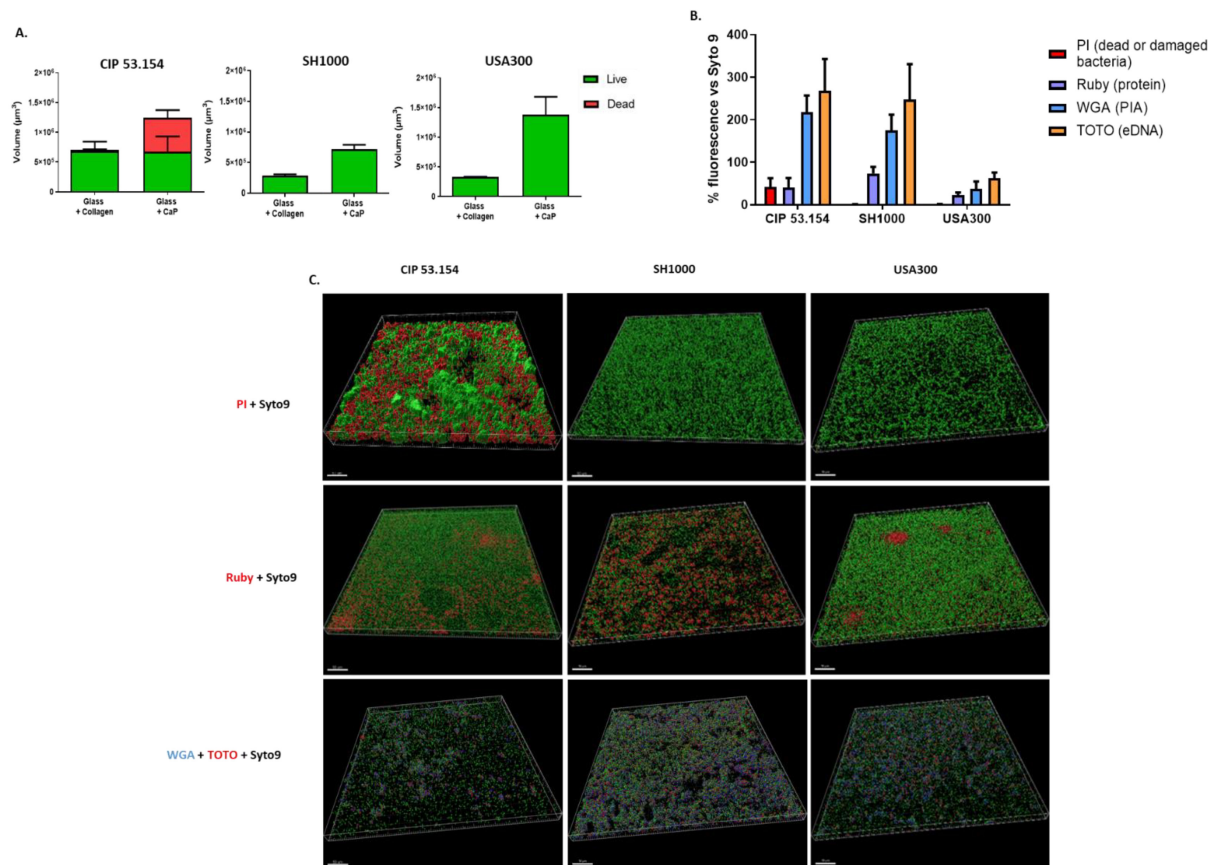 A.
CIP 53.154
Volume (µm³)
2×10⁶
1.5×10⁶
1×10⁶
5×10⁵
0
Glass
+ Collagen
Glass
+ CaP
SH1000
Volume (µm³)
2×10⁶
1.5×10⁶
1×10⁶
5×10⁵
0
Glass
+ Collagen
Glass
+ CaP
USA300
Volume (µm³)
2×10⁶
1.5×10⁶
1×10⁶
5×10⁵
0
Glass
+ Collagen
Glass
+ CaP
Live
Dead
B.
% fluorescence vs Syto 9
400
300
200
100
0
CIP 53.154
SH1000
USA300
PI (dead or damaged
bacteria)
Ruby (protein)
WGA (PIA)
TOTO (eDNA)
C.
CIP 53.154
SH1000
USA300
PI + Syto9
Ruby + Syto9
WGA + TOTO + Syto9